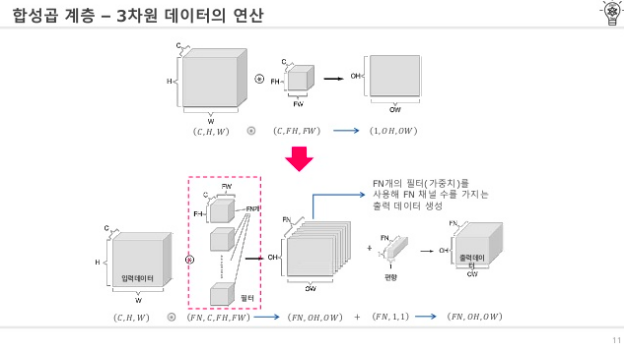 합성곱 계층 – 3차원 데이터의 연산
C
H
W
C
FH
FW
OH
OW
(C, H, W) ⊛ (C, FH, FW) → (1, OH, OW)
FN개의 필터(가중치)를
사용해 FN 채널 수를 가지는
출력 데이터 생성
C
H
W
입력데이터
FW
C
FH
FN개
필터
FN
OH
OW
+
FN
편향
FN
OH
OW
출력데이
터
(C, H, W) ⊛ (FN, C, FH, FW) → (FN, OH, OW) + (FN, 1, 1) → (FN, OH, OW)
11